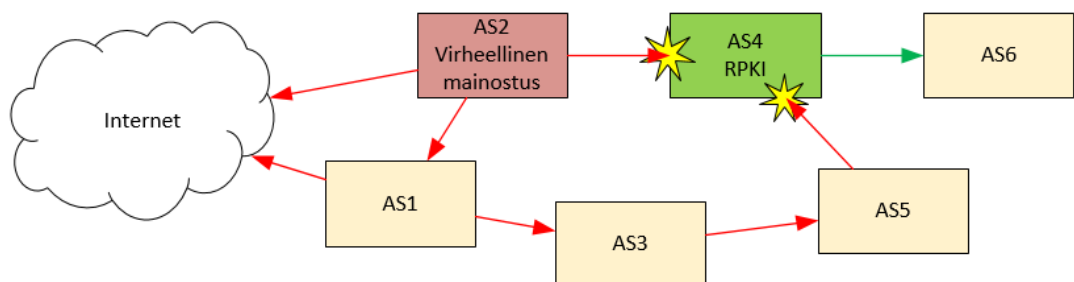 AS2
Virheellinen
mainostus
AS4
RPKI
AS6
Internet
AS1
AS3
AS5